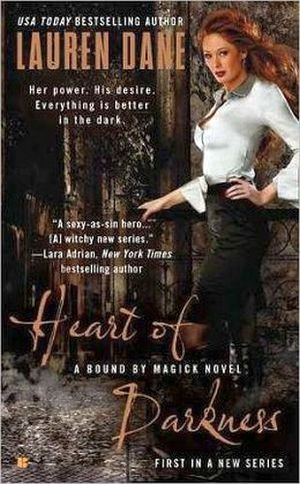 USA TODAY BESTSELLING AUTHOR
LAUREN DANE
Her power. His desire.
Everything is better
in the dark.
"A sexy-as-sin hero...
[A] witchy new series."
—Lara Adrian, New York Times
bestselling author
Heart of
A BOUND BY MAGICK NOVEL
Darkness
FIRST IN A NEW SERIES